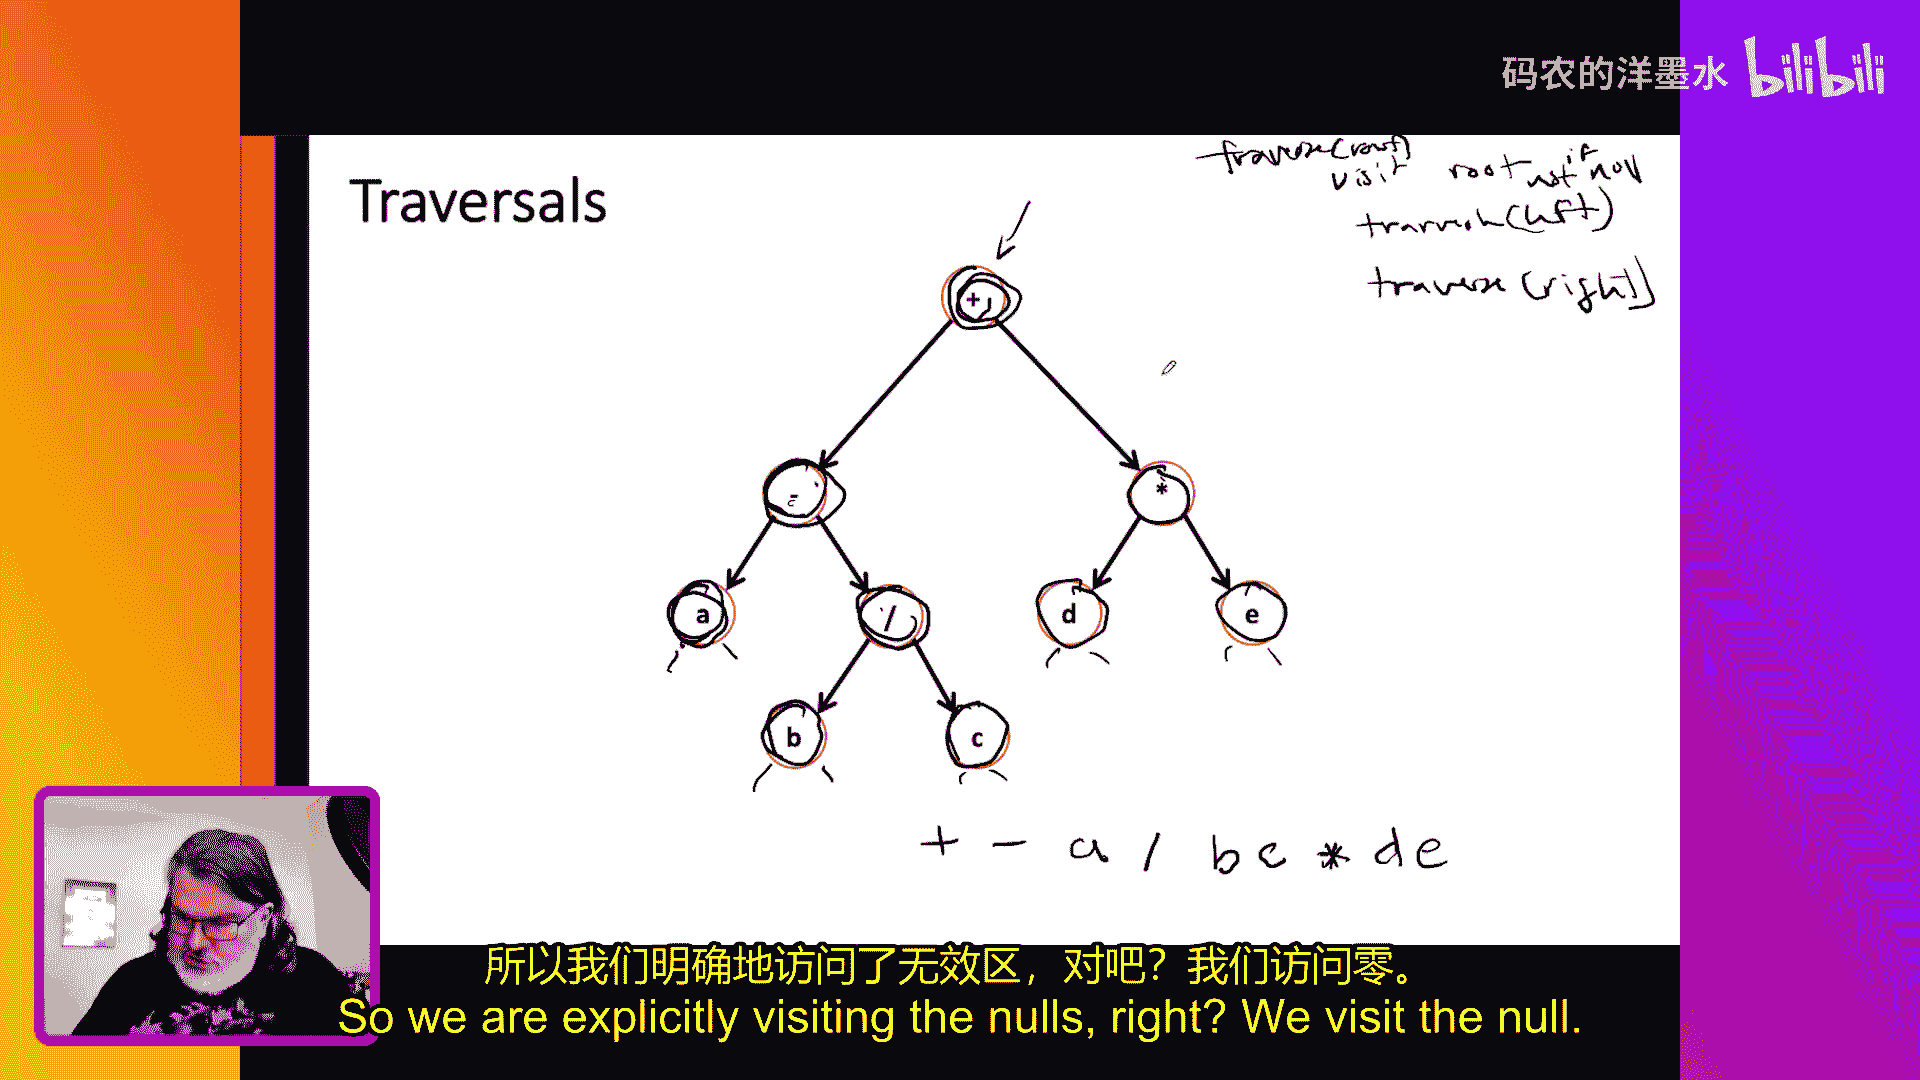 码农的洋墨水 bilibili
Traversals
traverse(root)
visit root if not null
traverse(left)
traverse(right)
+
-
*
a
/
d
e
b
c
+ - a / b c * d e
所以我们明确地访问了无效区，对吧？我们访问零。
So we are explicitly visiting the nulls, right? We visit the null.